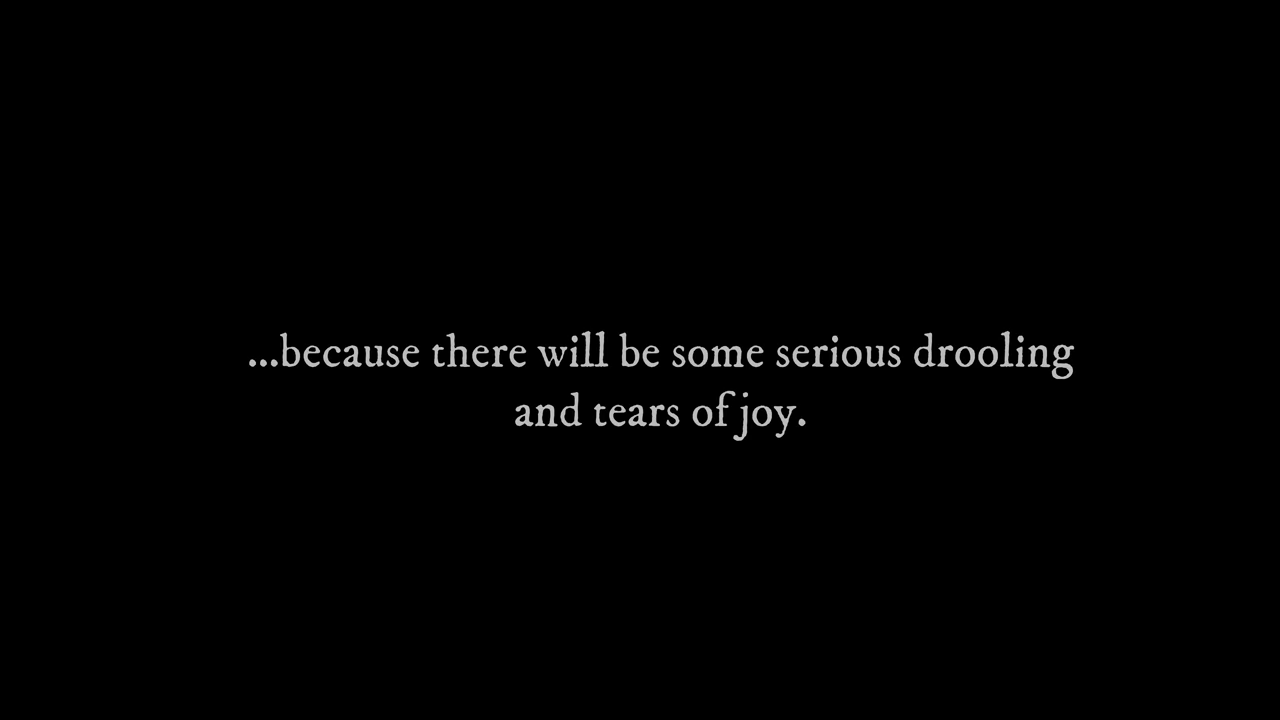 ...because there will be some serious drooling
and tears of joy.